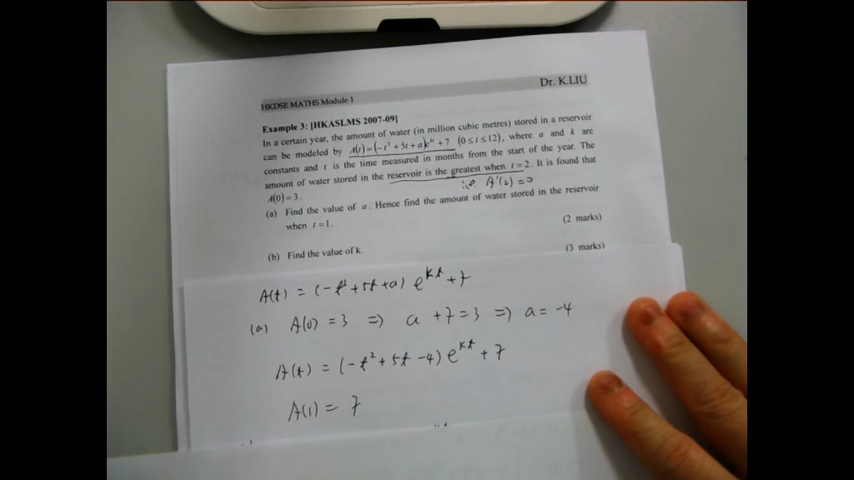 Dr. K.LIU
HKDSE MATHS Module 1
Example 3: [HKASLMS 2007-09]
In a certain year, the amount of water (in million cubic metres) stored in a reservoir
can be modeled by A(t) = (−t² + 5t + a)e^{kt} + 7 (0 ≤ t ≤ 12), where a and k are
constants and t is the time measured in months from the start of the year. The
amount of water stored in the reservoir is the greatest when t = 2. It is found that
i.e. A'(2) = 0
A(0) = 3.
(a) Find the value of a. Hence find the amount of water stored in the reservoir
when t = 1.
(2 marks)
(b) Find the value of k.
(3 marks)
A(t) = (−t² + 5t + a) e^{kt} + 7
(a) A(0) = 3 ⇒ a + 7 = 3 ⇒ a = −4
A(t) = (−t² + 5t − 4) e^{kt} + 7
A(1) = 7